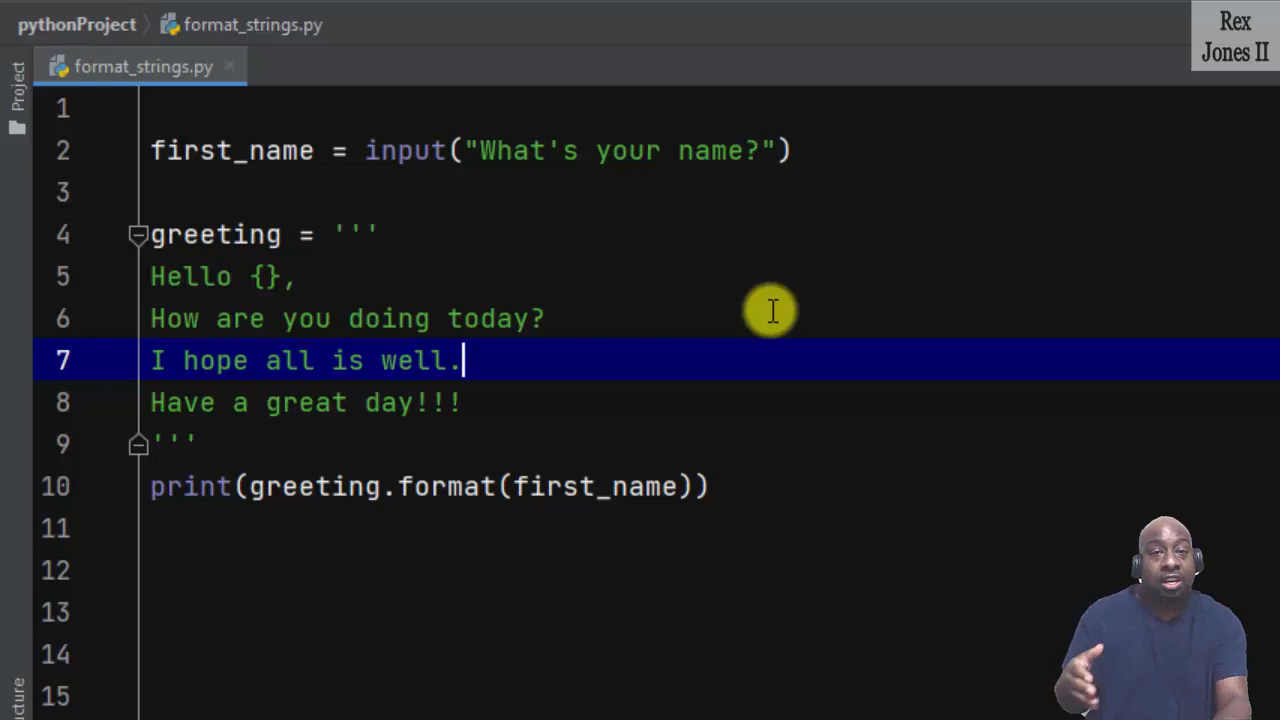 pythonProject format_strings.py
Rex
Jones II
format_strings.py
Project
1
2 first_name = input("What's your name?")
3
4 greeting = '''
5 Hello {},
6 How are you doing today?
7 I hope all is well.
8 Have a great day!!!
9 '''
10 print(greeting.format(first_name))
11
12
13
14
15